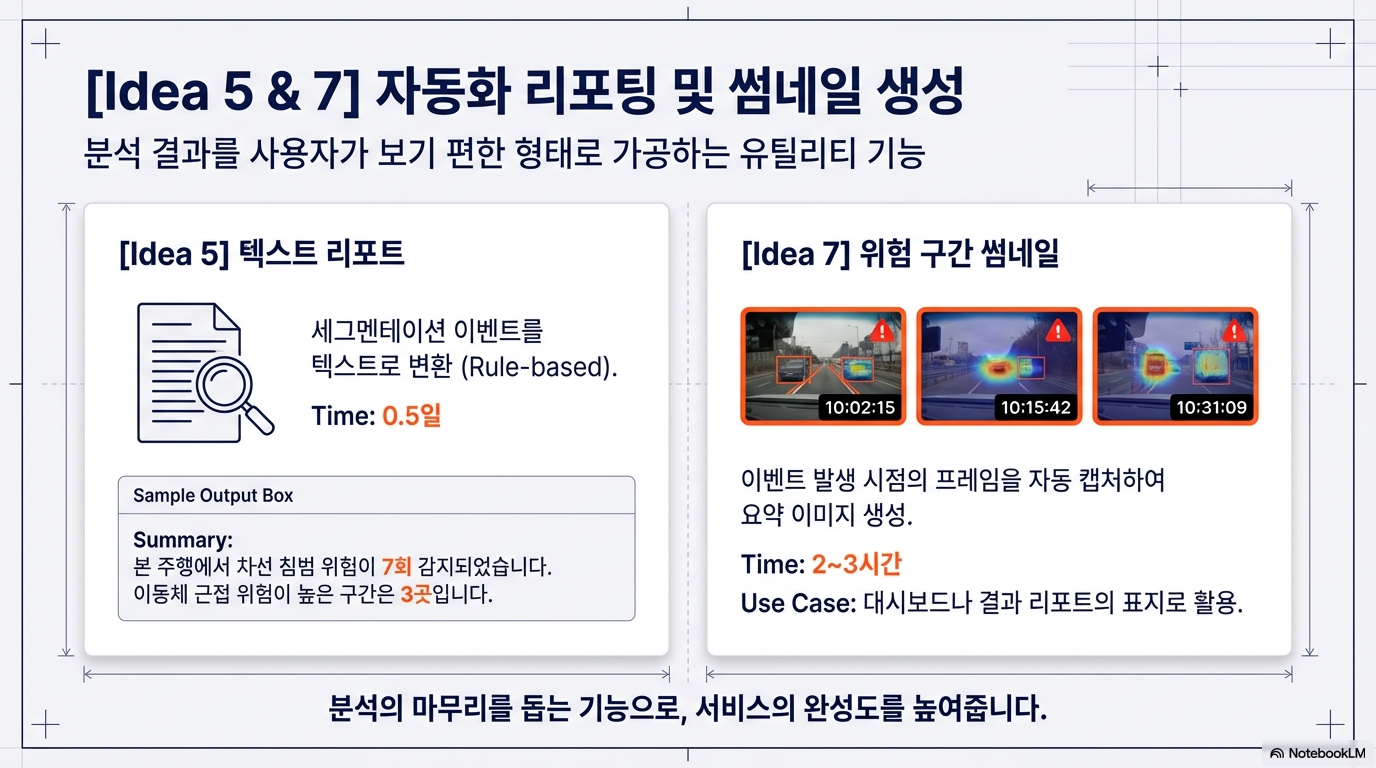 [Idea 5 & 7] 자동화 리포팅 및 썸네일 생성
분석 결과를 사용자가 보기 편한 형태로 가공하는 유틸리티 기능
[Idea 5] 텍스트 리포트
세그멘테이션 이벤트를
텍스트로 변환 (Rule-based).
Time: 0.5일
Sample Output Box
Summary:
본 주행에서 차선 침범 위험이 7회 감지되었습니다.
이동체 근접 위험이 높은 구간은 3곳입니다.
[Idea 7] 위험 구간 썸네일
10:02:15
10:15:42
10:31:09
이벤트 발생 시점의 프레임을 자동 캡처하여
요약 이미지 생성.
Time: 2~3시간
Use Case: 대시보드나 결과 리포트의 표지로 활용.
분석의 마무리를 돕는 기능으로, 서비스의 완성도를 높여줍니다.
NotebookLM